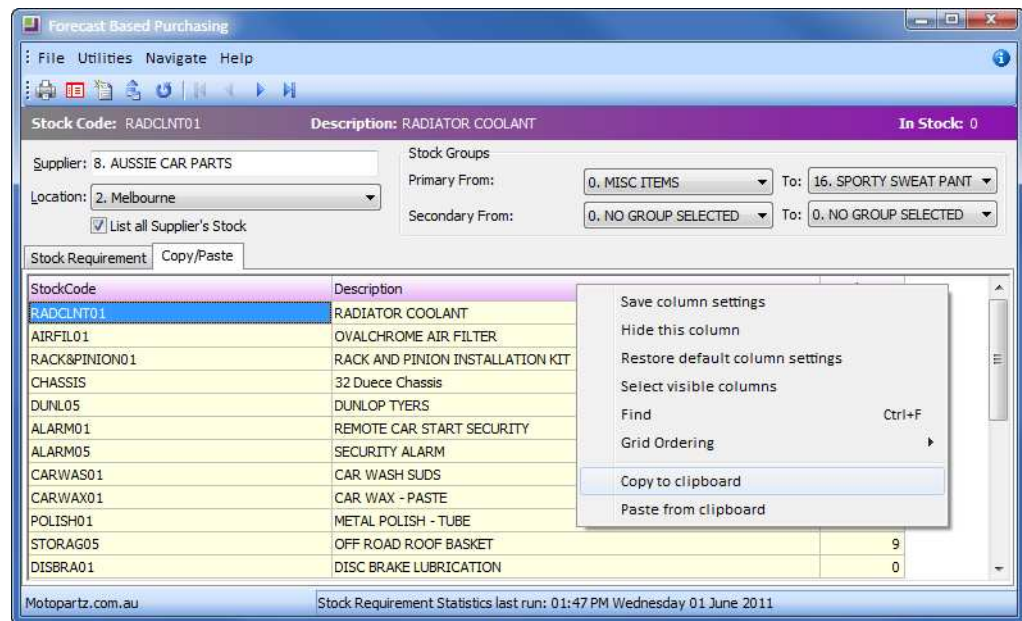 Forecast Based Purchasing
File Utilities Navigate Help
Stock Code: RADCLNT01 Description: RADIATOR COOLANT In Stock: 0
Supplier: 8. AUSSIE CAR PARTS
Stock Groups
Location: 2. Melbourne
Primary From: 0. MISC ITEMS To: 16. SPORTY SWEAT PANT
List all Supplier's Stock
Secondary From: 0. NO GROUP SELECTED To: 0. NO GROUP SELECTED
Stock Requirement Copy/Paste
StockCode Description
RADCLNT01 RADIATOR COOLANT
AIRFIL01 OVALCHROME AIR FILTER
RACK&PINION01 RACK AND PINION INSTALLATION KIT
CHASSIS 32 Duece Chassis
DUNL05 DUNLOP TYERS
ALARM01 REMOTE CAR START SECURITY
ALARM05 SECURITY ALARM
CARWAS01 CAR WASH SUDS
CARWAX01 CAR WAX - PASTE
POLISH01 METAL POLISH - TUBE
STORAG05 OFF ROAD ROOF BASKET 9
DISBRA01 DISC BRAKE LUBRICATION 0
Save column settings
Hide this column
Restore default column settings
Select visible columns
Find Ctrl+F
Grid Ordering
Copy to clipboard
Paste from clipboard
Motopartz.com.au Stock Requirement Statistics last run: 01:47 PM Wednesday 01 June 2011